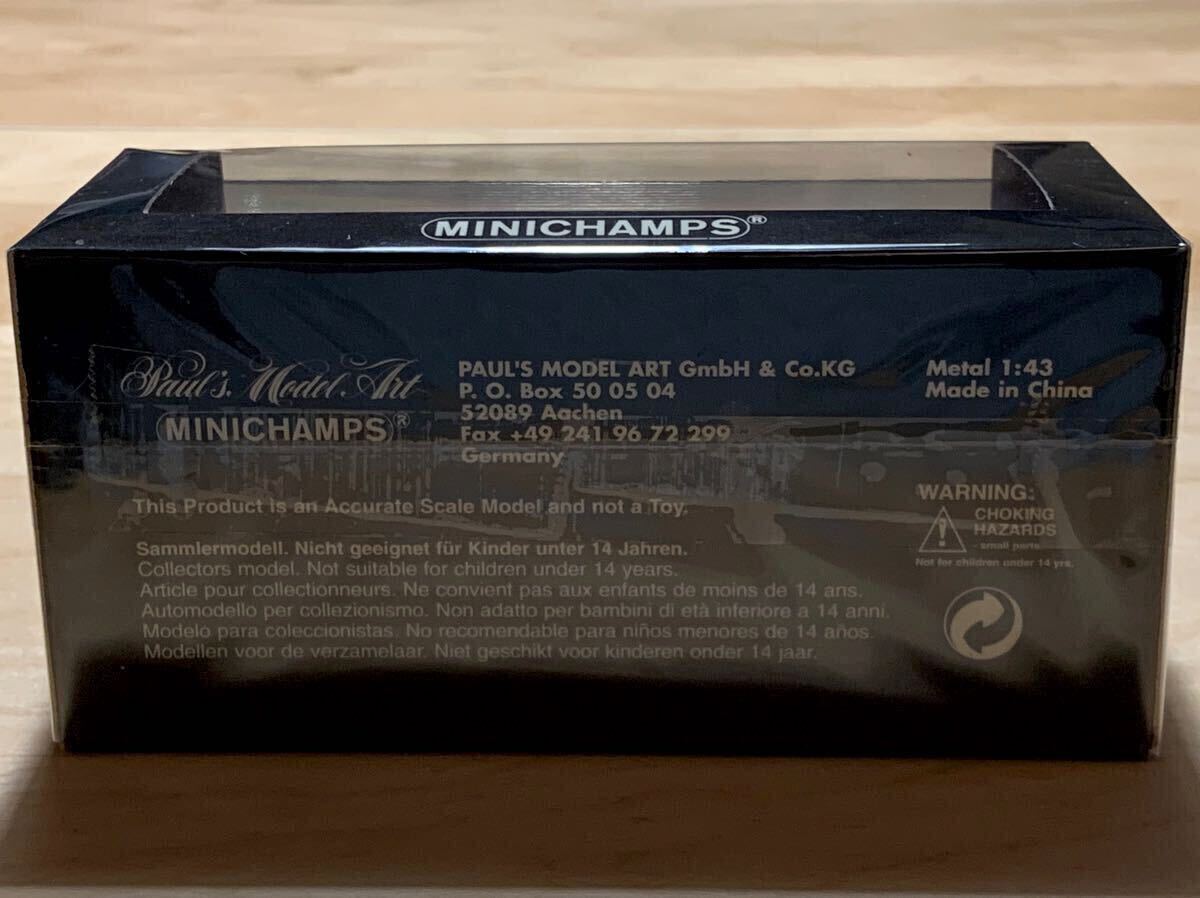 MINICHAMPS®
Paul's Model Art
MINICHAMPS®
PAUL'S MODEL ART GmbH & Co.KG
P. O. Box 50 05 04
52089 Aachen
Fax +49 241 96 72 299
Germany
Metal 1:43
Made in China
This Product is an Accurate Scale Model and not a Toy.
Sammlermodell. Nicht geeignet für Kinder unter 14 Jahren.
Collectors model. Not suitable for children under 14 years.
Article pour collectionneurs. Ne convient pas aux enfants de moins de 14 ans.
Automodello per collezionismo. Non adatto per bambini di età inferiore a 14 anni.
Modelo para coleccionistas. No recomendable para niños menores de 14 años.
Modellen voor de verzamelaar. Niet geschikt voor kinderen onder 14 jaar.
WARNING:
CHOKING
HAZARDS
- small parts
Not for children under 14 yrs.